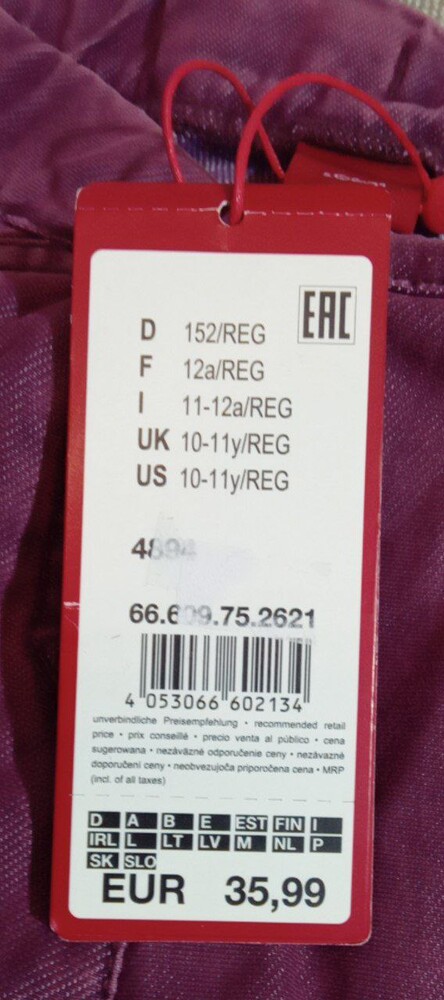 EAC
D 152/REG
F 12a/REG
I 11-12a/REG
UK 10-11y/REG
US 10-11y/REG
4894
66.609.75.2621
4 053066 602134
unverbindliche Preisempfehlung • recommended retail
price • prix conseillé • precio venta al público • cena
sugerowana • nezáväzné odporučenie ceny • nezávazné
doporučení ceny • neobvezujoča priporočena cena • MRP
(incl. of all taxes)
D A B E EST FIN I
IRL L LT LV M NL P
SK SLO
EUR 35,99